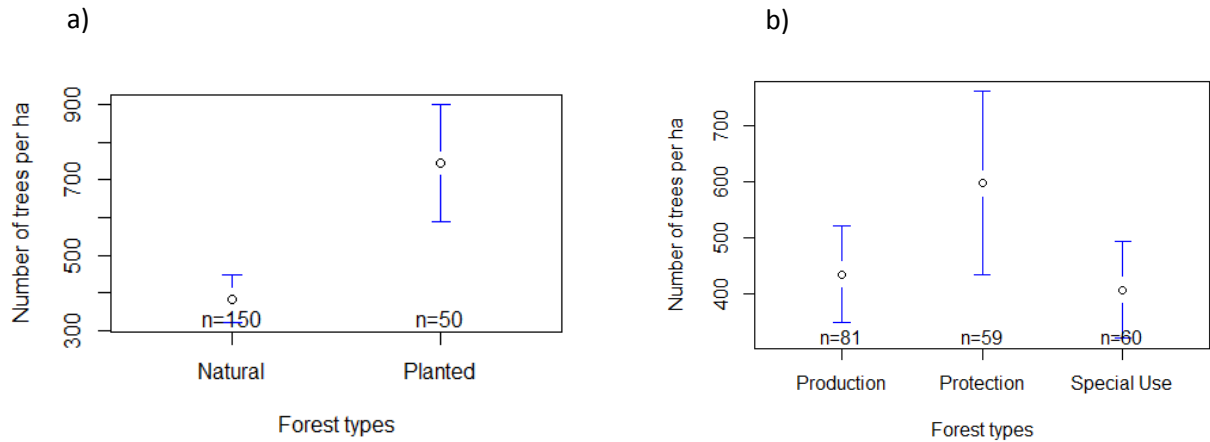 a)
Number of trees per ha
900
700
500
300
n=150
n=50
Natural
Planted
Forest types
b)
Number of trees per ha
700
600
500
400
n=81
n=59
n=60
Production
Protection
Special Use
Forest types